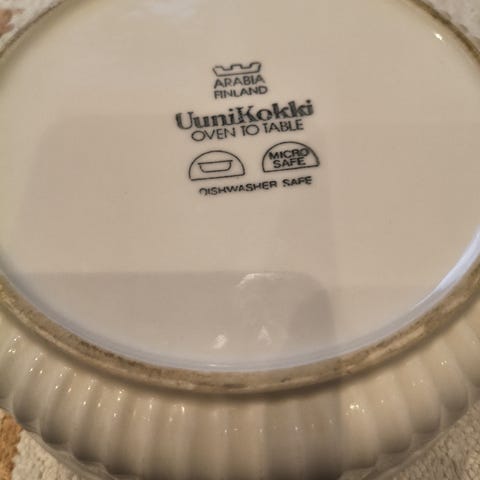 ARABIA
FINLAND
UuniKokki
OVEN TO TABLE
MICRO
SAFE
DISHWASHER SAFE